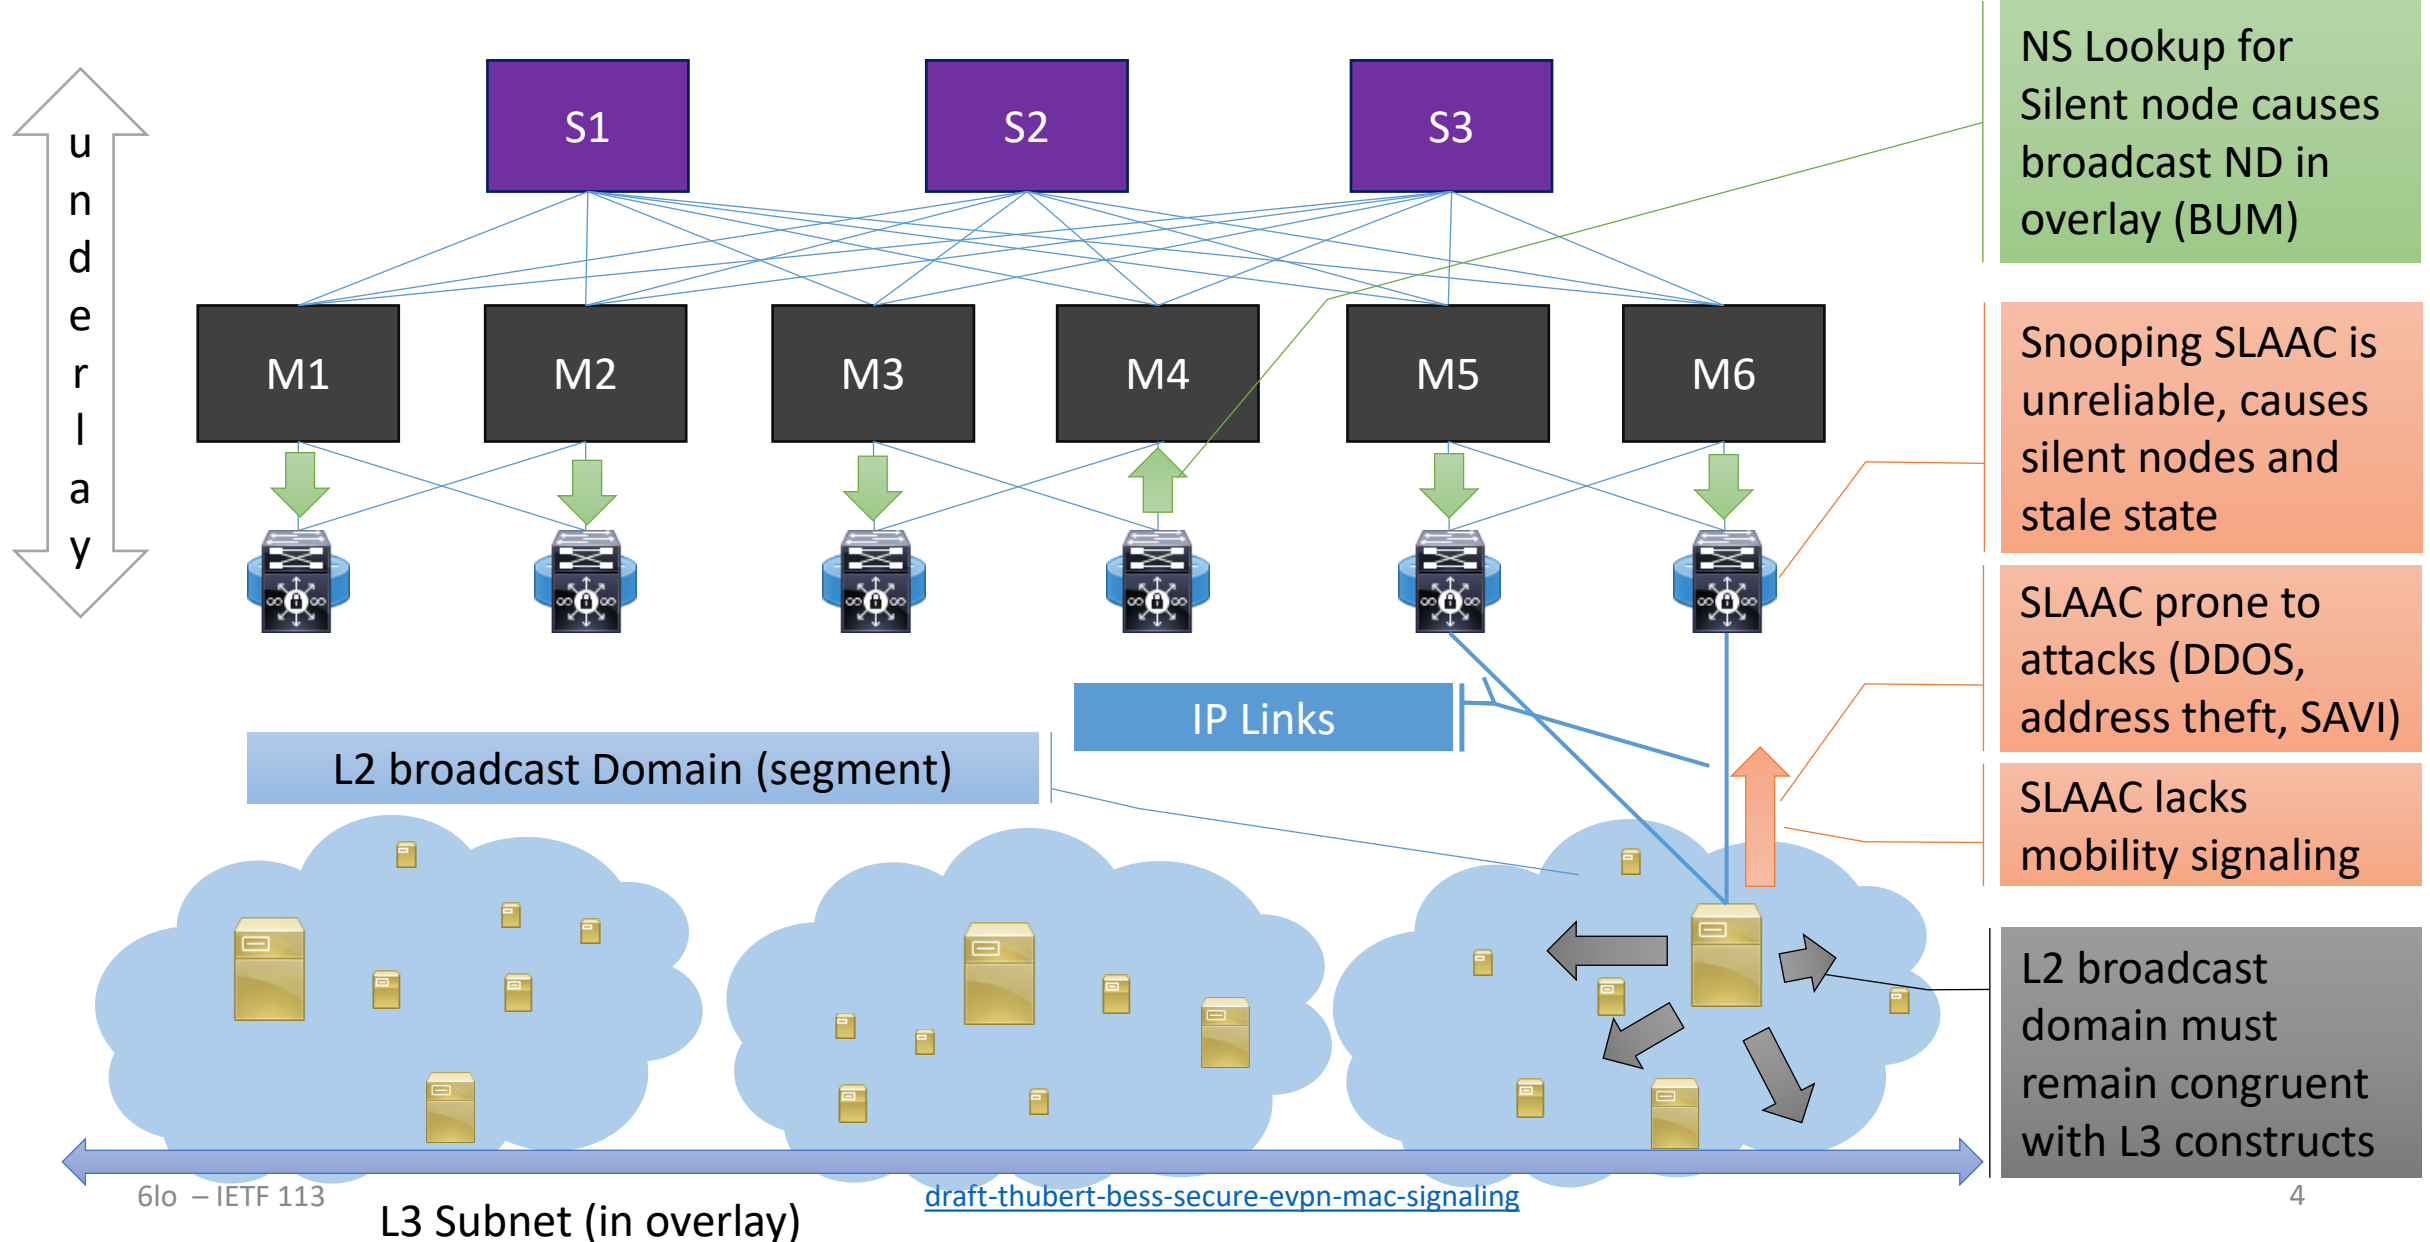 underlay
S1
S2
S3
NS Lookup for
Silent node causes
broadcast ND in
overlay (BUM)
M1
M2
M3
M4
M5
M6
Snooping SLAAC is
unreliable, causes
silent nodes and
stale state
SLAAC prone to
attacks (DDOS,
address theft, SAVI)
IP Links
L2 broadcast Domain (segment)
SLAAC lacks
mobility signaling
L2 broadcast
domain must
remain congruent
with L3 constructs
6lo – IETF 113
draft-thubert-bess-secure-evpn-mac-signaling
4
L3 Subnet (in overlay)